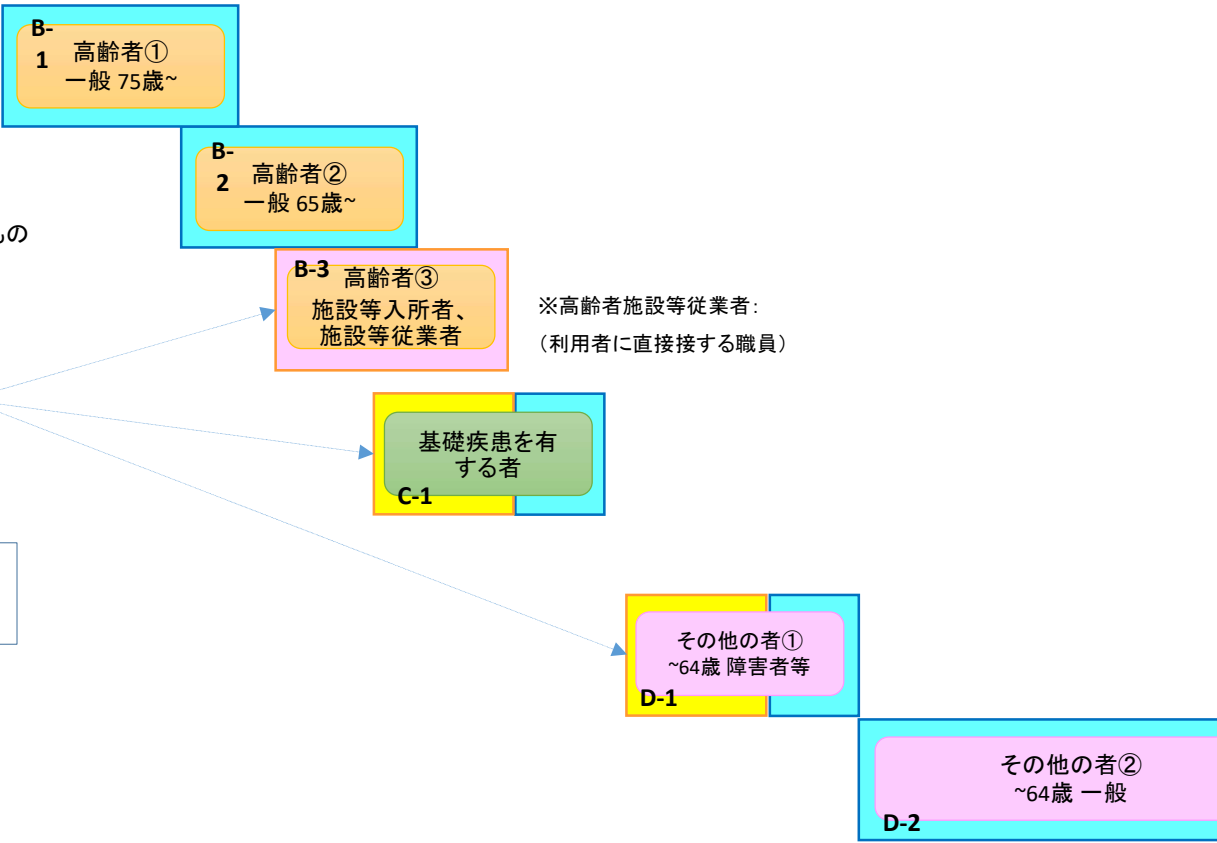 B-
1
高齢者①
一般 75歳~
B-
2
高齢者②
一般 65歳~
もの
B-3
高齢者③
施設等入所者、
施設等従業者
※高齢者施設等従業者：
（利用者に直接接する職員）
基礎疾患を有
する者
C-1
その他の者①
~64歳 障害者等
D-1
その他の者②
~64歳 一般
D-2